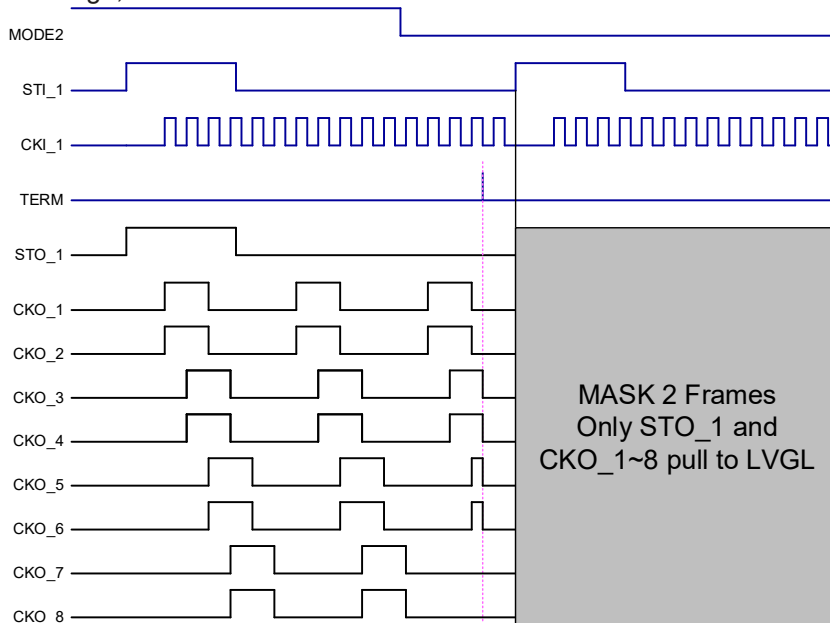 MODE2
STI_1
CKI_1
TERM
STO_1
CKO_1
CKO_2
CKO_3
CKO_4
CKO_5
CKO_6
CKO_7
CKO_8
MASK 2 Frames
Only STO_1 and
CKO_1~8 pull to LVGL